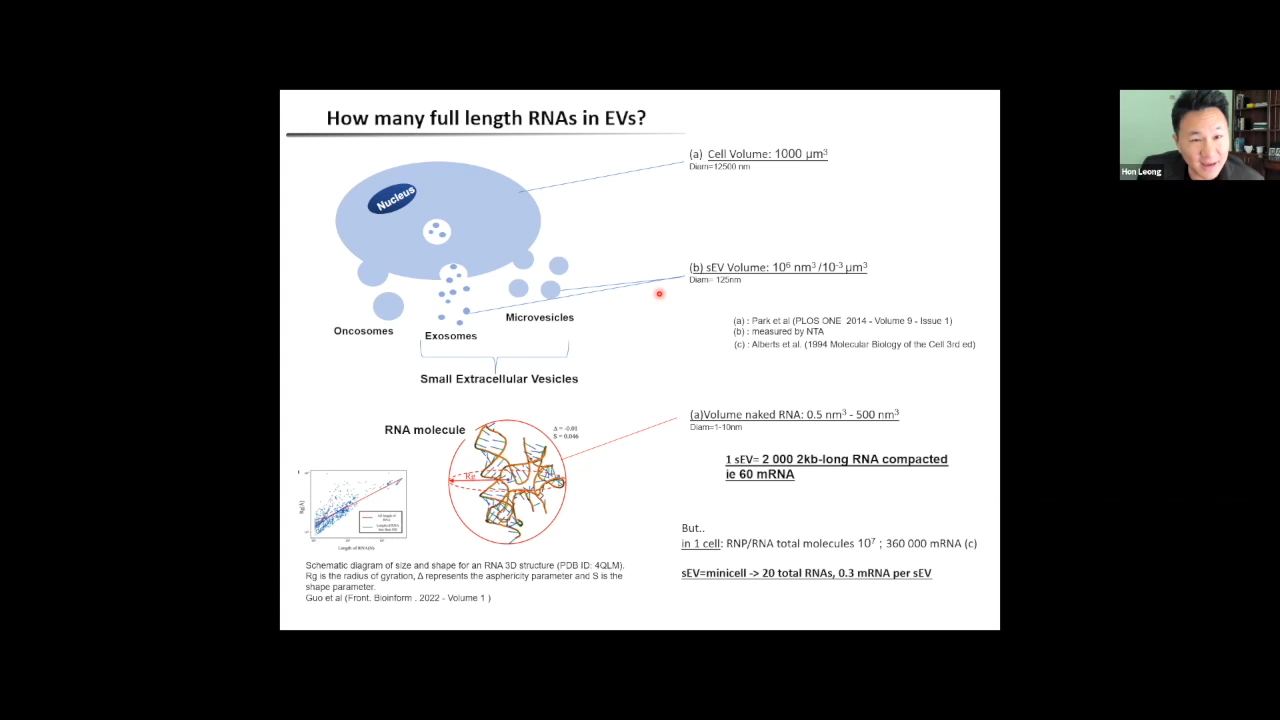 How many full length RNAs in EVs?
(a) Cell Volume: 1000 µm³
Diam=12500 nm
Nucleus
Hon Leong
(b) sEV Volume: 10⁶ nm³ /10⁻³ µm³
Diam= 125nm
Oncosomes
Exosomes
Microvesicles
(a) : Park et al (PLOS ONE 2014 - Volume 9 - Issue 1)
(b) : measured by NTA
(c) : Alberts et al. (1994 Molecular Biology of the Cell 3rd ed)
Small Extracellular Vesicles
(a)Volume naked RNA: 0.5 nm³ - 500 nm³
Diam=1-10nm
RNA molecule
Δ = -0.01
S = 0.046
Rg
1 sEV= 2 000 2kb-long RNA compacted
ie 60 mRNA
Rg(Å)
Length of RNA(N)
But..
in 1 cell: RNP/RNA total molecules 10⁷ ; 360 000 mRNA (c)
sEV=minicell -> 20 total RNAs, 0.3 mRNA per sEV
Schematic diagram of size and shape for an RNA 3D structure (PDB ID: 4QLM).
Rg is the radius of gyration, Δ represents the asphericity parameter and S is the
shape parameter.
Guo et al (Front. Bioinform . 2022 - Volume 1 )